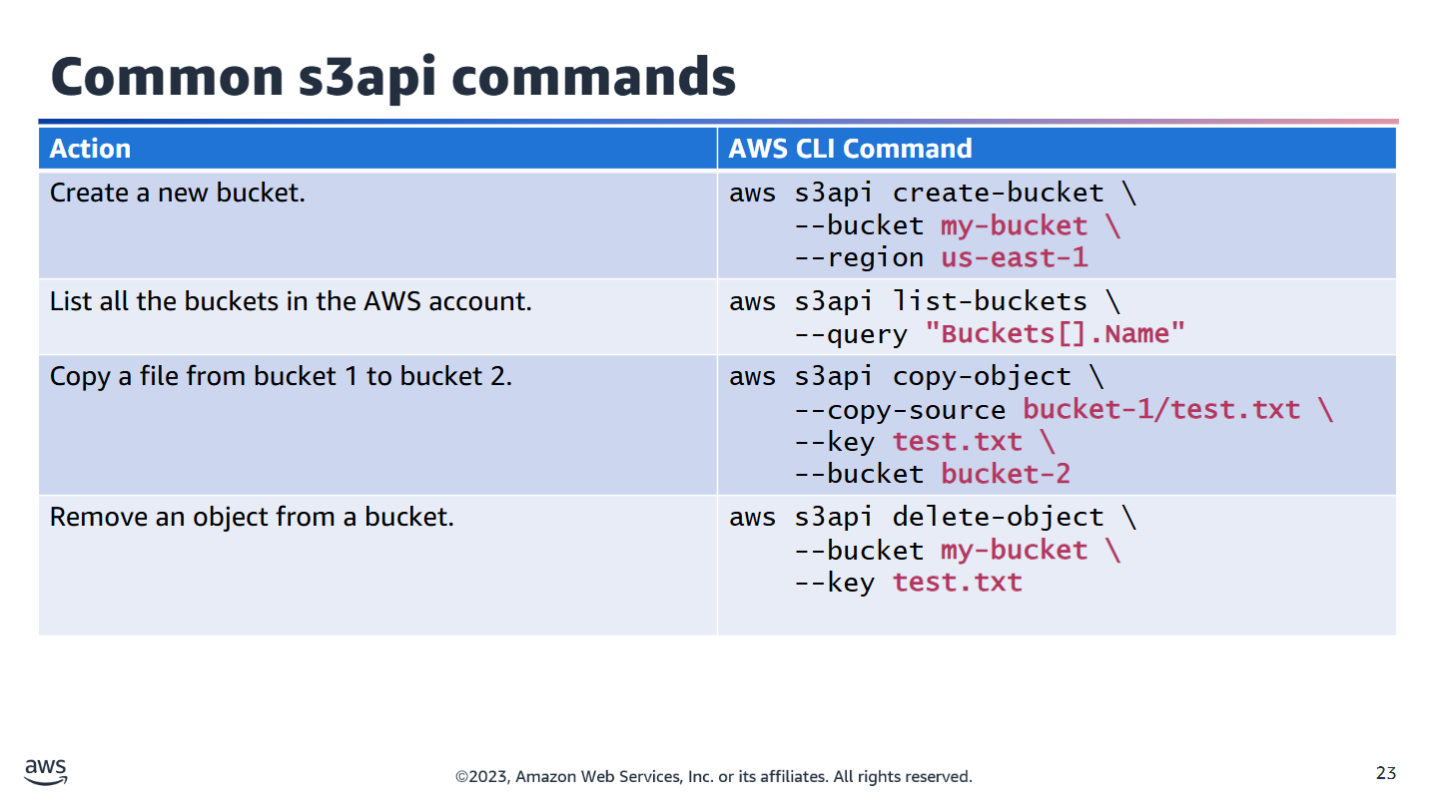 Common s3api commands
Action
AWS CLI Command
Create a new bucket.
aws s3api create-bucket \
--bucket my-bucket \
--region us-east-1
List all the buckets in the AWS account.
aws s3api list-buckets \
--query "Buckets[].Name"
Copy a file from bucket 1 to bucket 2.
aws s3api copy-object \
--copy-source bucket-1/test.txt \
--key test.txt \
--bucket bucket-2
Remove an object from a bucket.
aws s3api delete-object \
--bucket my-bucket \
--key test.txt
aws
©2023, Amazon Web Services, Inc. or its affiliates. All rights reserved.
23